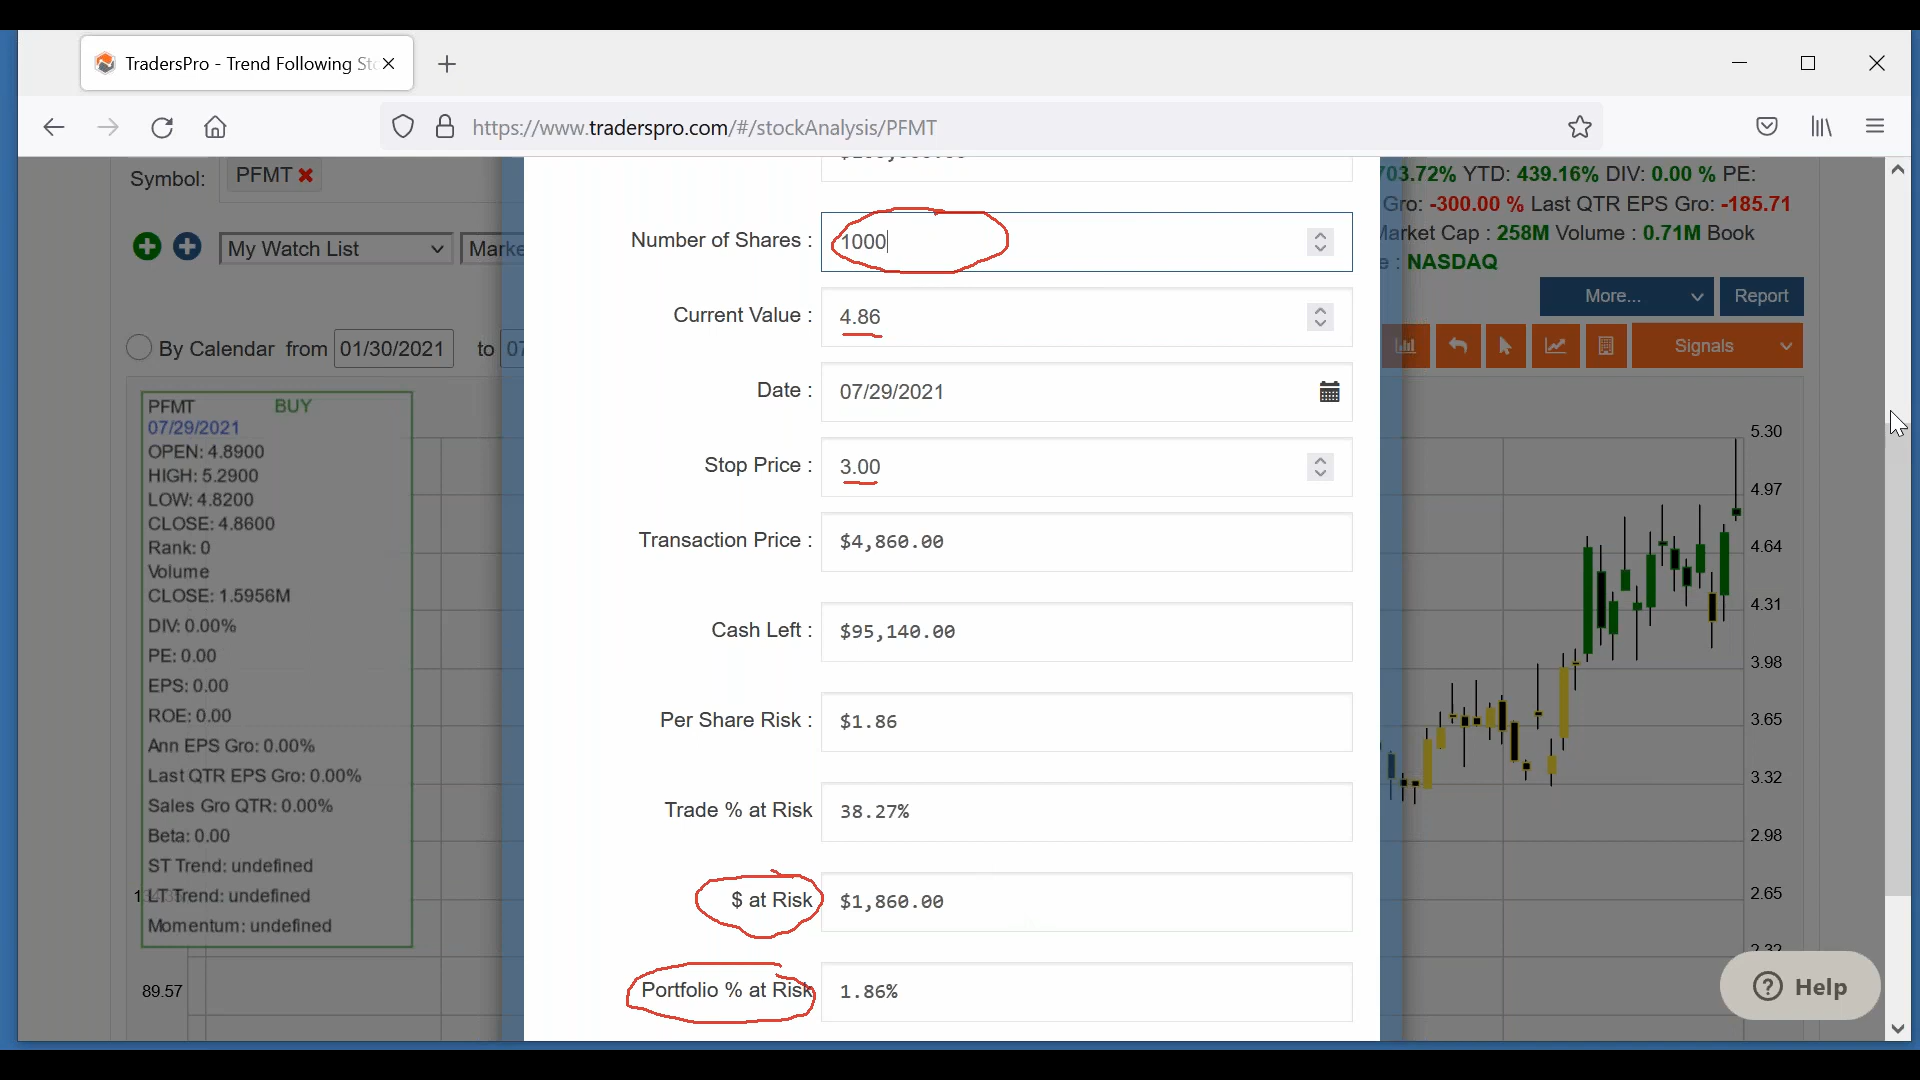 TradersPro - Trend Following Sto
https://www.traderspro.com/#/stockAnalysis/PFMT
Symbol: PFMT
703.72% YTD: 439.16% DIV: 0.00 % PE:
Gro: -300.00 % Last QTR EPS Gro: -185.71
Market Cap : 258M Volume : 0.71M Book
e : NASDAQ
My Watch List
Marke
More...
Report
By Calendar from 01/30/2021 to 07
Signals
Number of Shares : 1000
Current Value : 4.86
Date : 07/29/2021
Stop Price : 3.00
Transaction Price : $4,860.00
Cash Left : $95,140.00
Per Share Risk : $1.86
Trade % at Risk 38.27%
$ at Risk $1,860.00
Portfolio % at Risk 1.86%
PFMT BUY
07/29/2021
OPEN: 4.8900
HIGH: 5.2900
LOW: 4.8200
CLOSE: 4.8600
Rank: 0
Volume
CLOSE: 1.5956M
DIV: 0.00%
PE: 0.00
EPS: 0.00
ROE: 0.00
Ann EPS Gro: 0.00%
Last QTR EPS Gro: 0.00%
Sales Gro QTR: 0.00%
Beta: 0.00
ST Trend: undefined
LT Trend: undefined
Momentum: undefined
89.57
5.30
4.97
4.64
4.31
3.98
3.65
3.32
2.98
2.65
2.32
Help